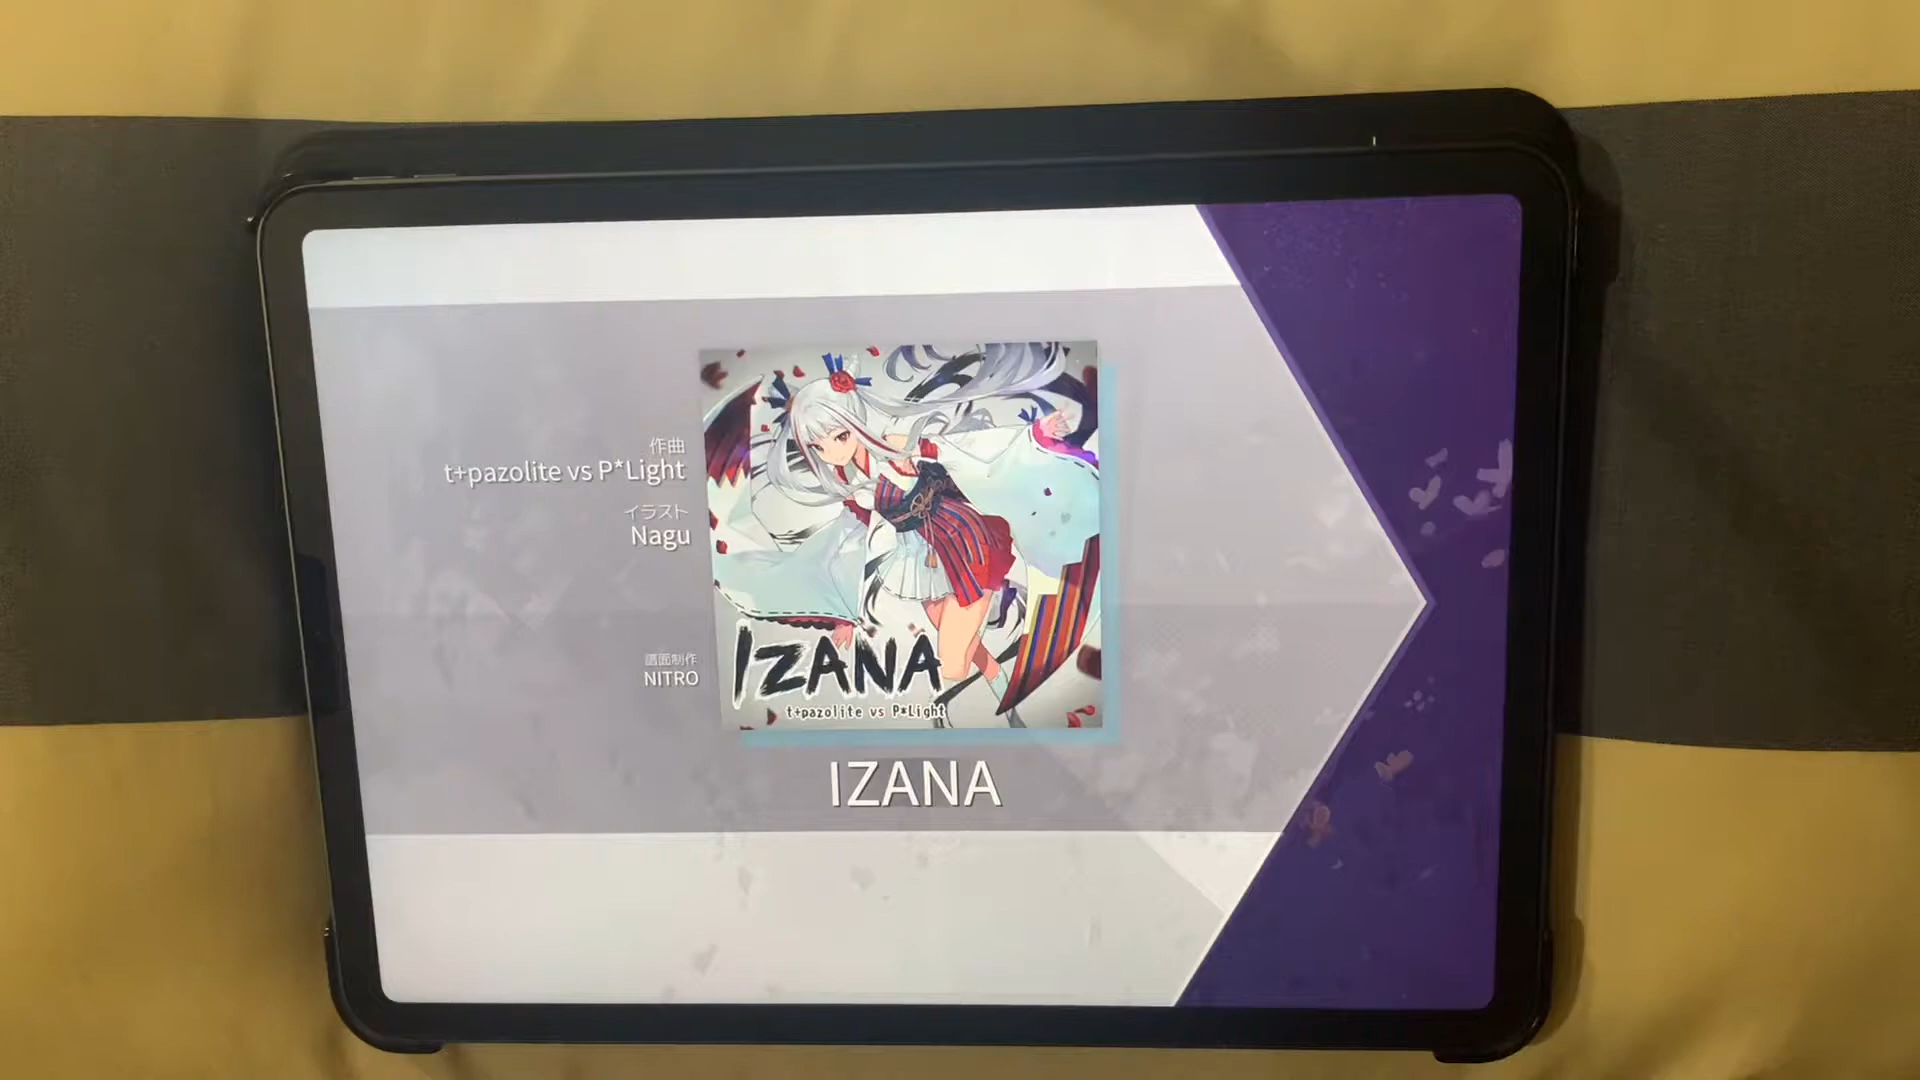 作曲
t+pazolite vs P*Light
イラスト
Nagu
譜面制作
NITRO
IZANA
t+pazolite vs P*Light
IZANA